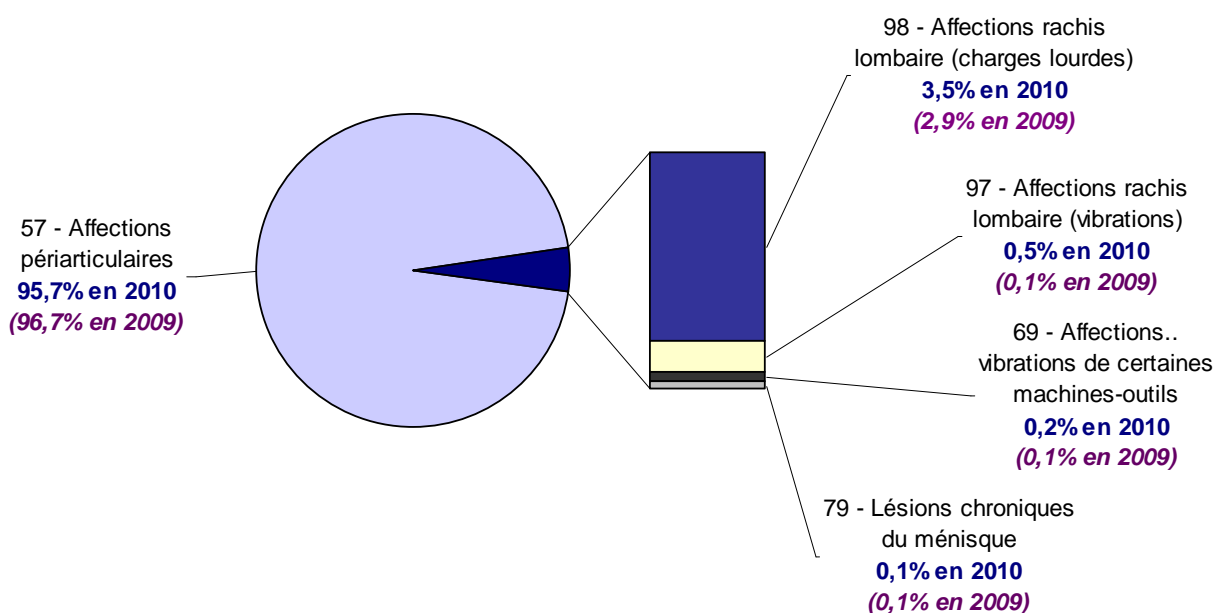 98 - Affections rachis
lombaire (charges lourdes)
3,5% en 2010
(2,9% en 2009)
97 - Affections rachis
lombaire (vibrations)
0,5% en 2010
(0,1% en 2009)
57 - Affections
périarticulaires
95,7% en 2010
(96,7% en 2009)
69 - Affections..
vibrations de certaines
machines-outils
0,2% en 2010
(0,1% en 2009)
79 - Lésions chroniques
du ménisque
0,1% en 2010
(0,1% en 2009)